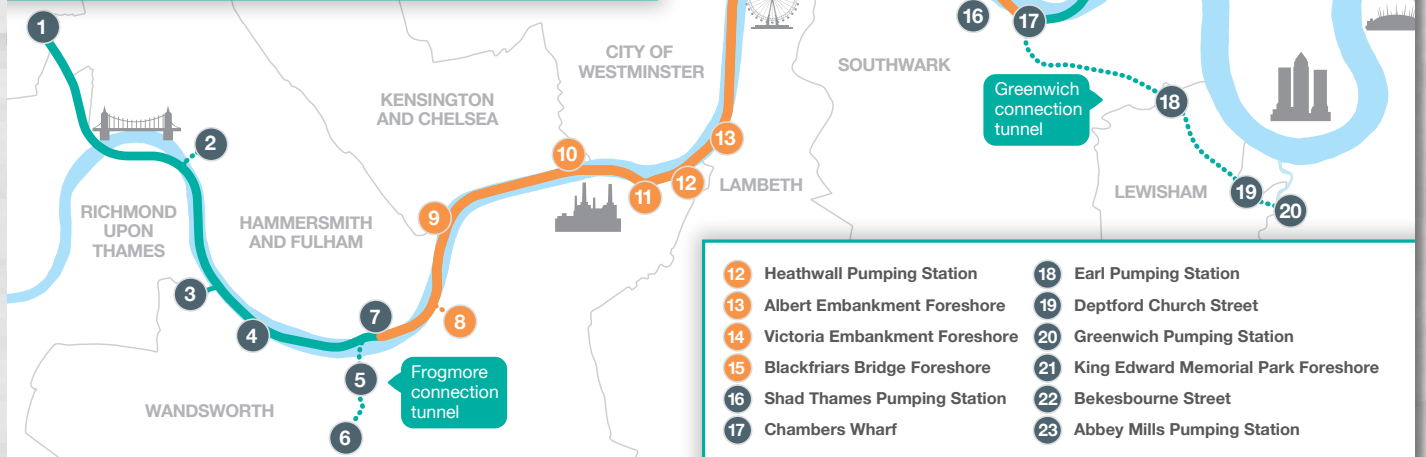 1
16
17
CITY OF
WESTMINSTER
SOUTHWARK
KENSINGTON
AND CHELSEA
Greenwich
connection
tunnel
18
2
13
10
12
11
LAMBETH
LEWISHAM
19
20
RICHMOND
UPON
THAMES
HAMMERSMITH
AND FULHAM
9
3
4
7
8
5
Frogmore
connection
tunnel
WANDSWORTH
6
12 Heathwall Pumping Station
13 Albert Embankment Foreshore
14 Victoria Embankment Foreshore
15 Blackfriars Bridge Foreshore
16 Shad Thames Pumping Station
17 Chambers Wharf
18 Earl Pumping Station
19 Deptford Church Street
20 Greenwich Pumping Station
21 King Edward Memorial Park Foreshore
22 Bekesbourne Street
23 Abbey Mills Pumping Station